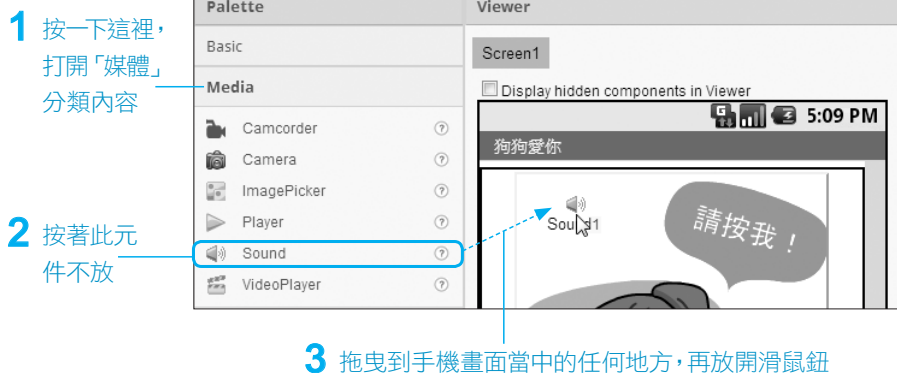 Palette
Viewer
1 按一下這裡，
打開「媒體」
分類內容
Basic
Screen1
Media
Display hidden components in Viewer
5:09 PM
Camcorder
狗狗愛你
Camera
ImagePicker
Player
Sound1
請按我！
2 按著此元
件不放
Sound
VideoPlayer
3 拖曳到手機畫面當中的任何地方，再放開滑鼠鈕